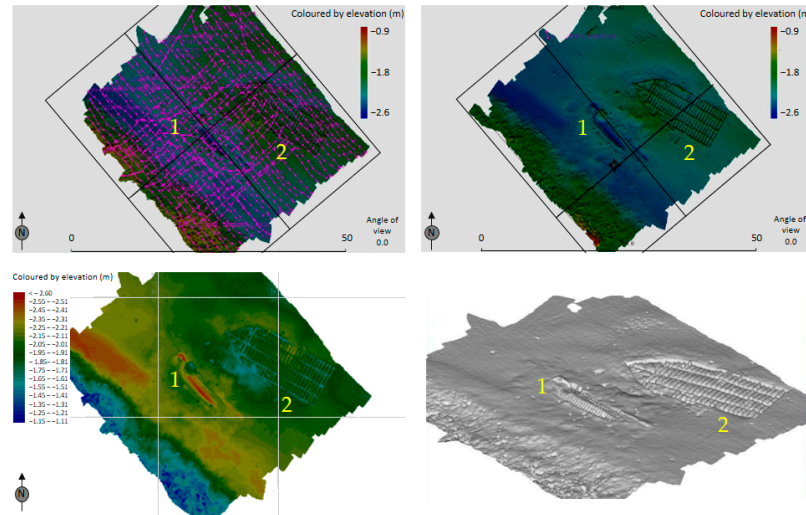 Coloured by elevation (m)
−0.9
−1.8
−2.6
1
2
N
0
50
Angle of
view
0.0
Coloured by elevation (m)
−0.9
−1.8
−2.6
1
2
N
0
50
Angle of
view
0.0
Coloured by elevation (m)
< − 2.60
−2.55 – −2.51
−2.45 – −2.41
−2.35 – −2.31
−2.25 – −2.21
−2.15 – −2.11
−2.05 – −2.01
−1.95 – −1.91
−1.85 – −1.81
−1.75 – −1.71
−1.65 – −1.61
−1.55 – −1.51
−1.45 – −1.41
−1.35 – −1.31
−1.25 – −1.21
−1.15 – −1.11
1
2
N
1
2